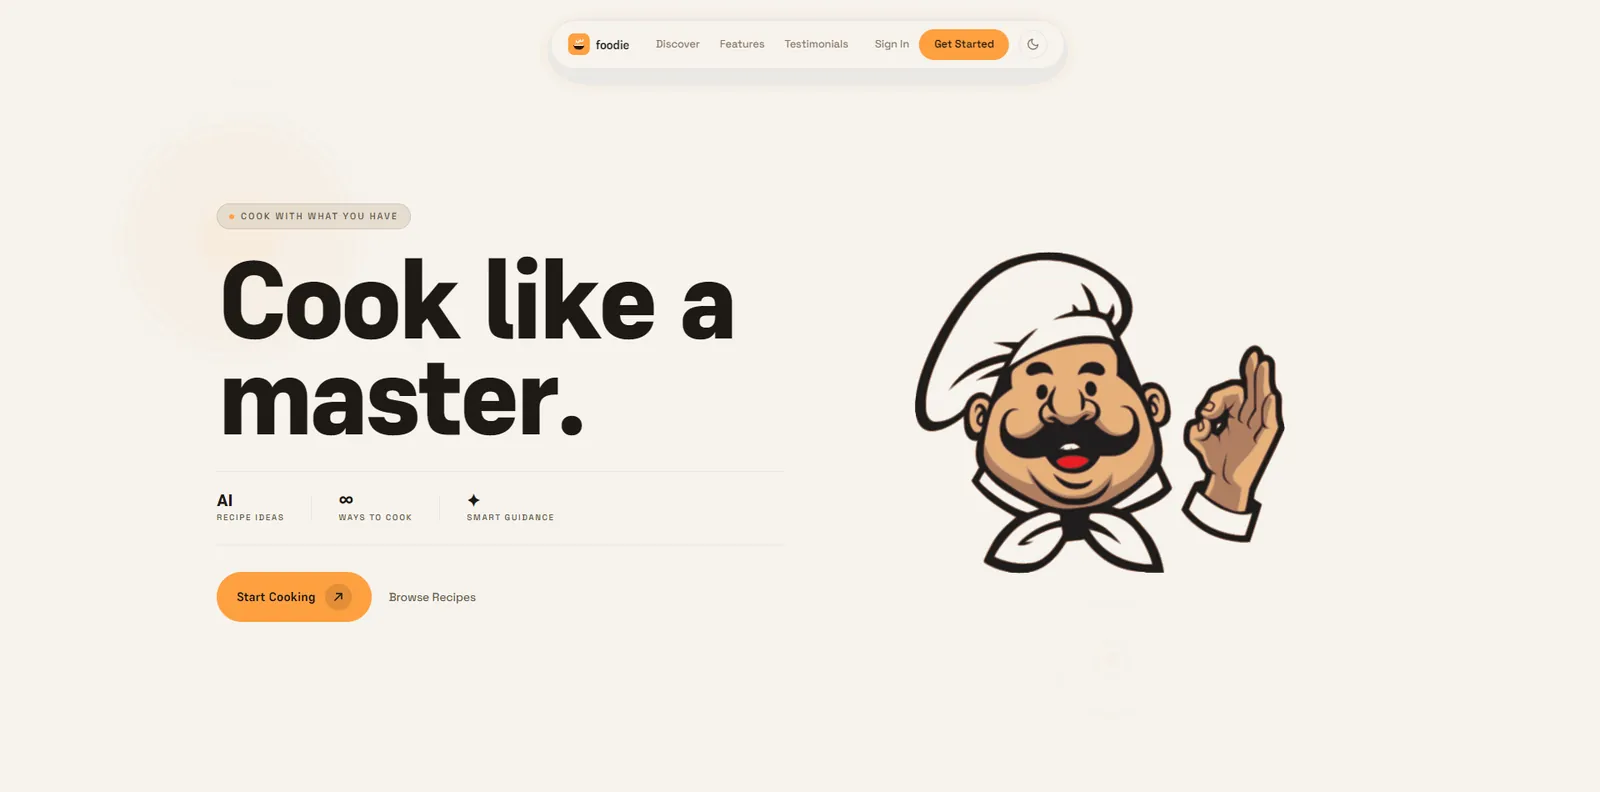 foodie Discover Features Testimonials Sign In Get Started
COOK WITH WHAT YOU HAVE
Cook like a
master.
AI
RECIPE IDEAS
∞
WAYS TO COOK
✦
SMART GUIDANCE
Start Cooking
Browse Recipes